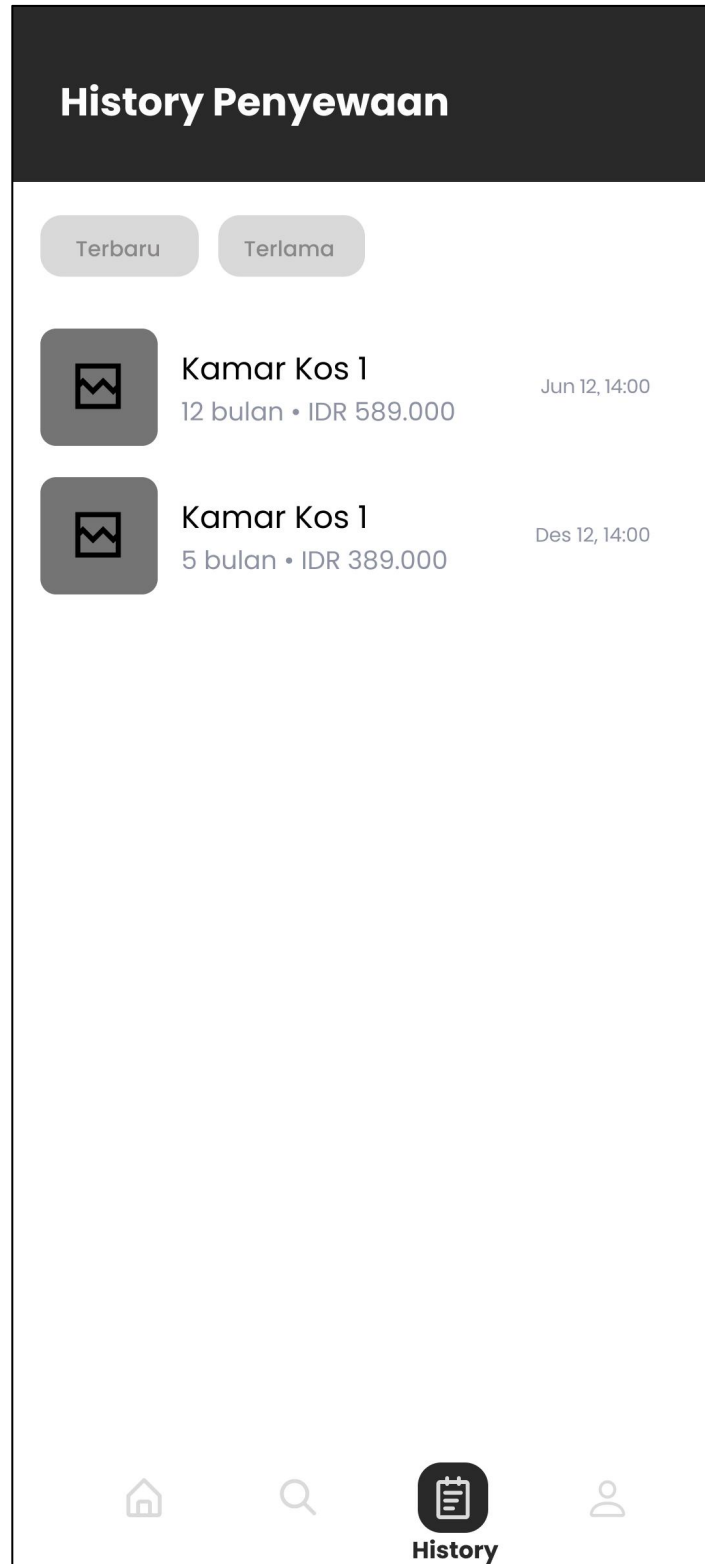 History Penyewaan
Terbaru
Terlama
Kamar Kos 1
12 bulan • IDR 589.000
Jun 12, 14:00
Kamar Kos 1
5 bulan • IDR 389.000
Des 12, 14:00
History